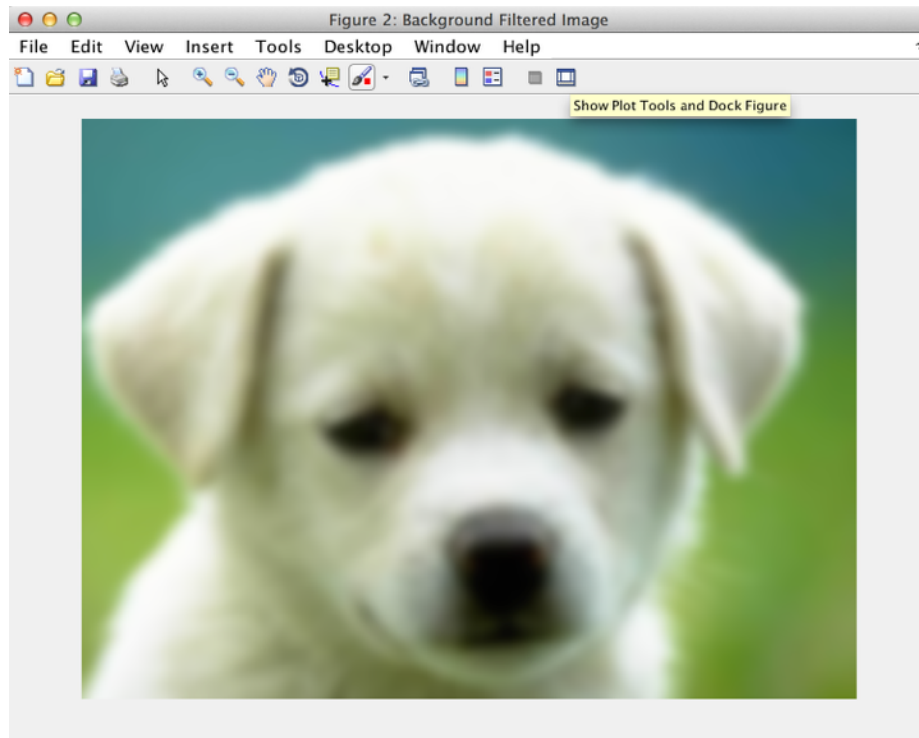 Figure 2: Background Filtered Image
File Edit View Insert Tools Desktop Window Help
Show Plot Tools and Dock Figure